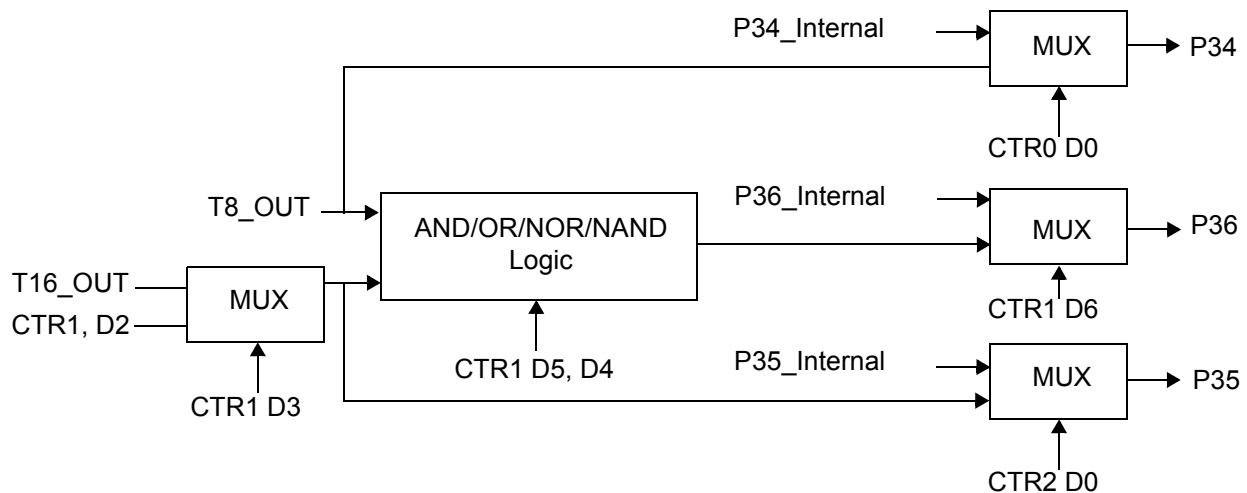 P34_Internal
MUX
P34
CTR0 D0
T8_OUT
AND/OR/NOR/NAND
Logic
P36_Internal
MUX
P36
T16_OUT
MUX
CTR1, D2
CTR1 D6
CTR1 D5, D4
P35_Internal
MUX
P35
CTR1 D3
CTR2 D0